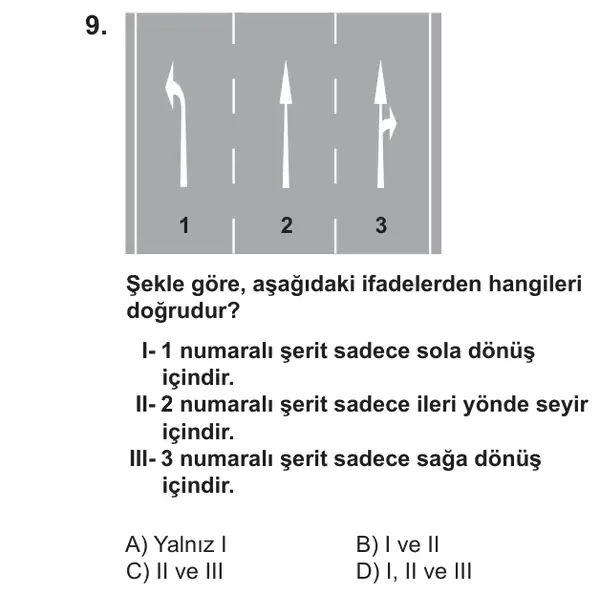 9.
1 2 3
Şekle göre, aşağıdaki ifadelerden hangileri
doğrudur?
I- 1 numaralı şerit sadece sola dönüş
içindir.
II- 2 numaralı şerit sadece ileri yönde seyir
içindir.
III- 3 numaralı şerit sadece sağa dönüş
içindir.
A) Yalnız I B) I ve II
C) II ve III D) I, II ve III